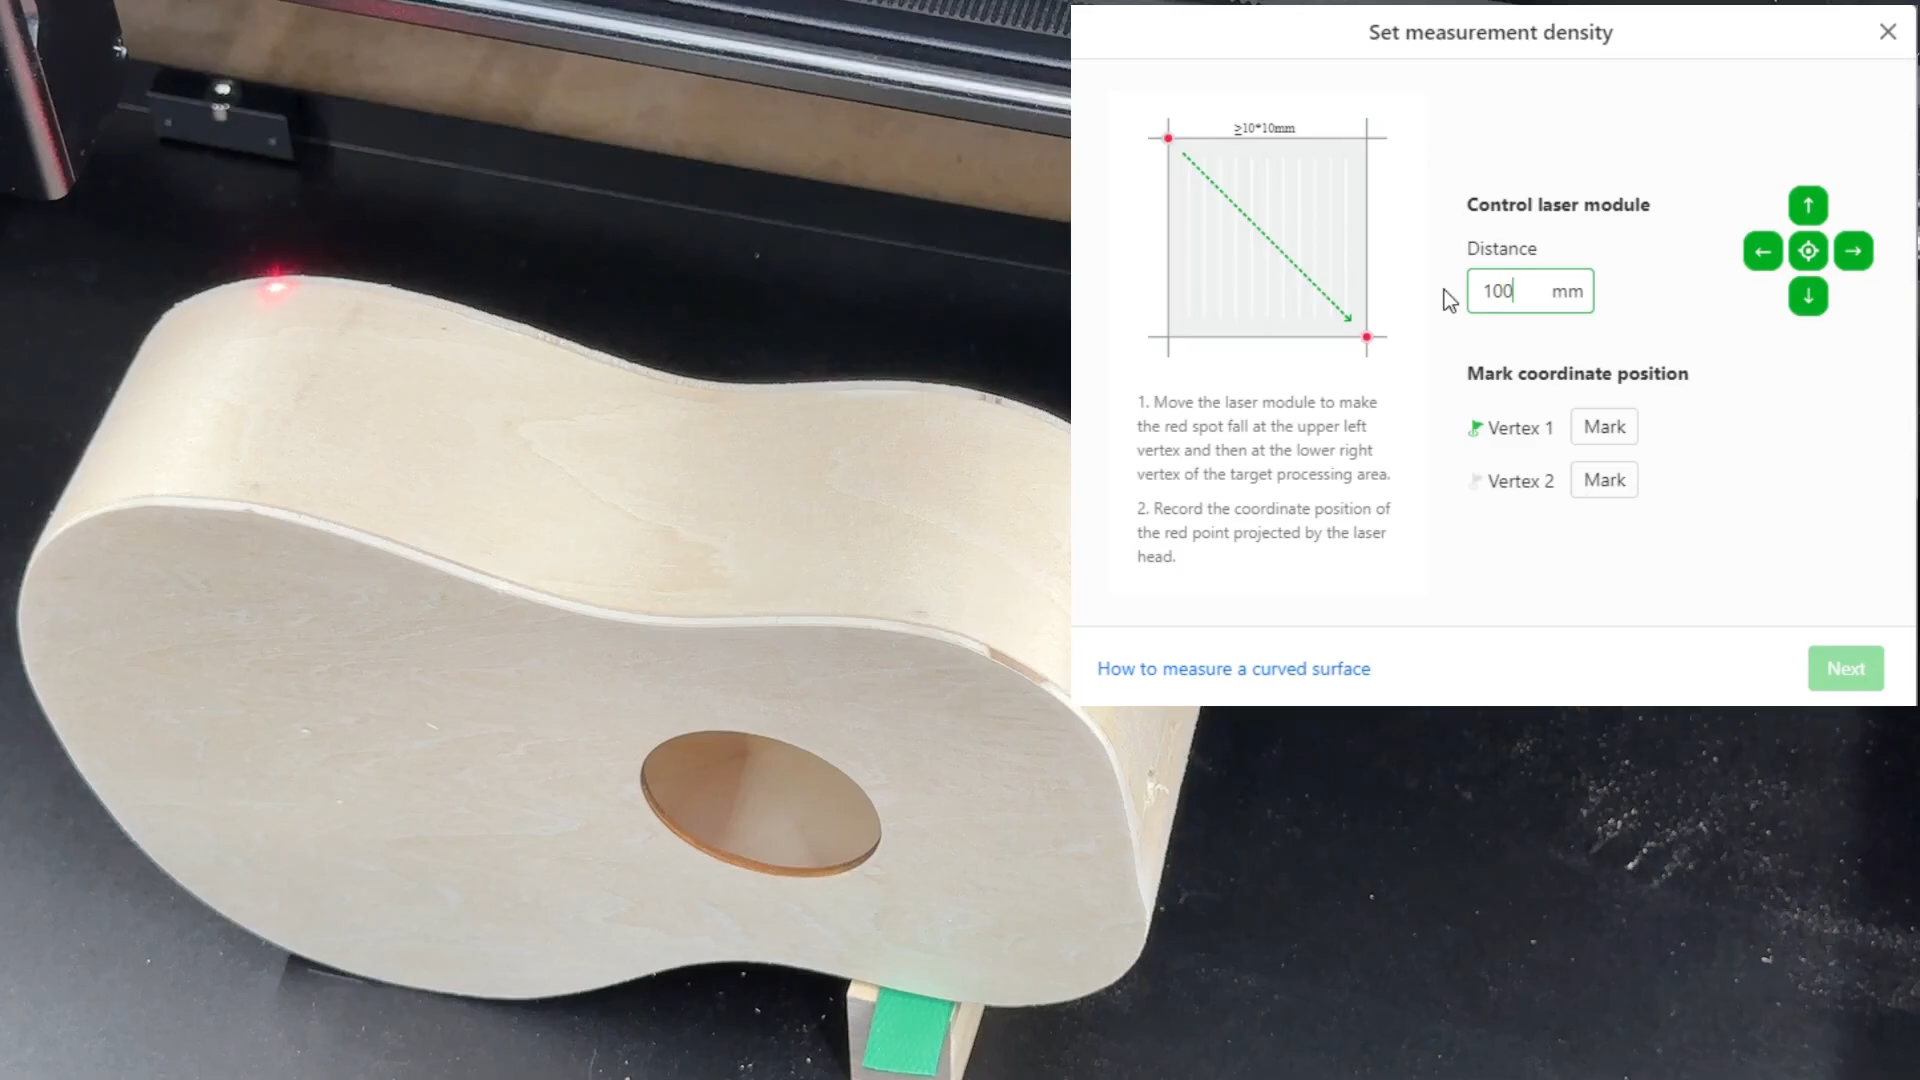 Set measurement density
≥10*10mm
1. Move the laser module to make
the red spot fall at the upper left
vertex and then at the lower right
vertex of the target processing area.
2. Record the coordinate position of
the red point projected by the laser
head.
Control laser module
Distance
100 mm
Mark coordinate position
Vertex 1 Mark
Vertex 2 Mark
How to measure a curved surface
Next